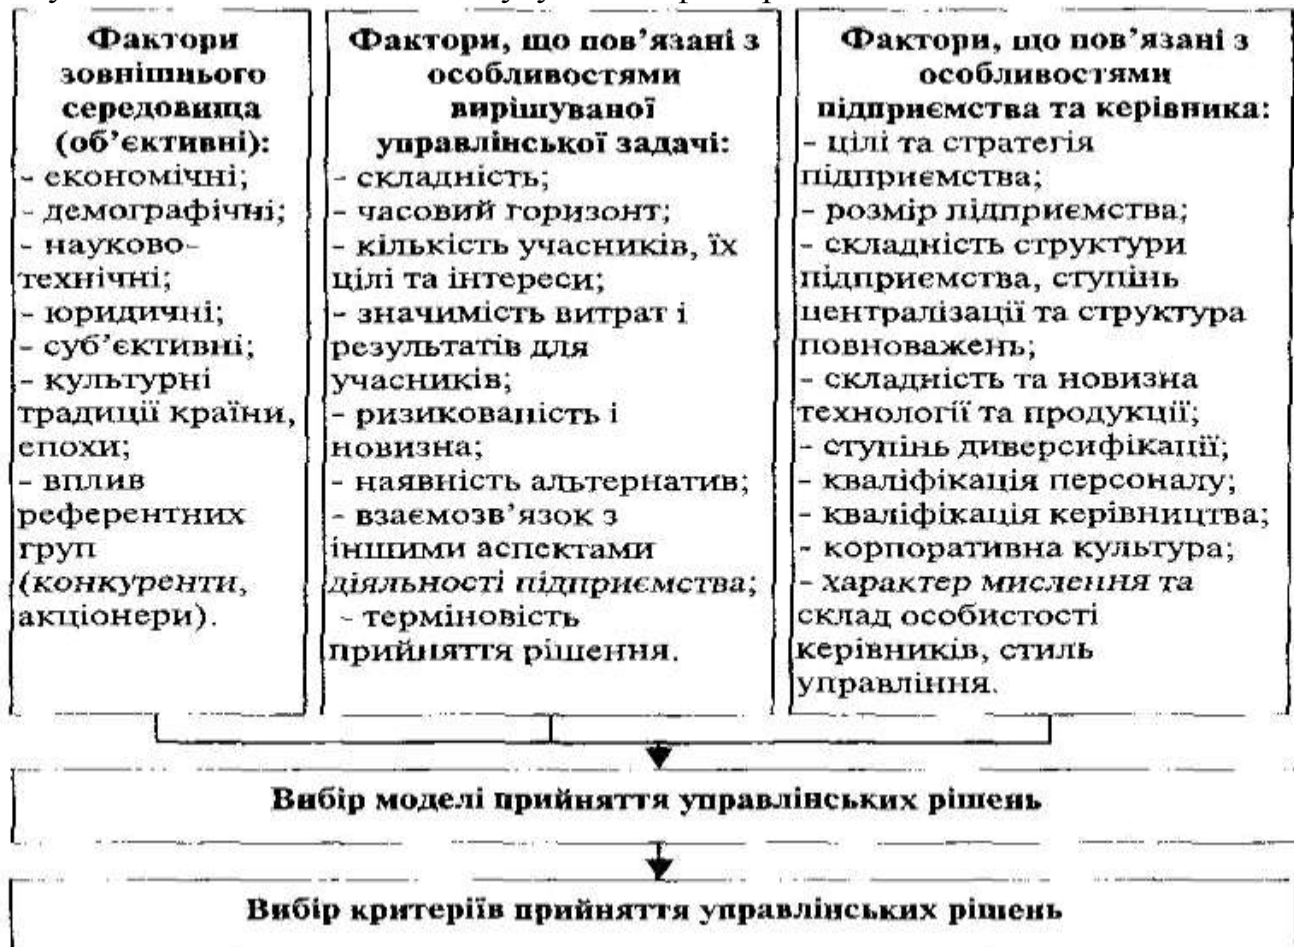 Фактори
зовнішнього
середовища
(об’єктивні):
- економічні;
- демографічні;
- науково-
технічні;
- юридичні;
- суб’єктивні;
- культурні
традиції країни,
епохи;
- вплив
референтних
груп
(конкуренти,
акціонери).
Фактори, що пов’язані з
особливостями
вирішуваної
управлінської задачі:
- складність;
- часовий горизонт;
- кількість учасників, їх
цілі та інтереси;
- значимість витрат і
результатів для
учасників;
- ризикованість і
новизна;
- наявність альтернатив;
- взаємозв’язок з
іншими аспектами
діяльності підприємства;
- терміновість
прийняття рішення.
Фактори, що пов’язані з
особливостями
підприємства та керівника:
- цілі та стратегія
підприємства;
- розмір підприємства;
- складність структури
підприємства, ступінь
централізації та структура
повноважень;
- складність та новизна
технології та продукції;
- ступінь диверсифікації;
- кваліфікація персоналу;
- кваліфікація керівництва;
- корпоративна культура;
- характер мислення та
склад особистості
керівників, стиль
управління.
Вибір моделі прийняття управлінських рішень
Вибір критеріїв прийняття управлінських рішень